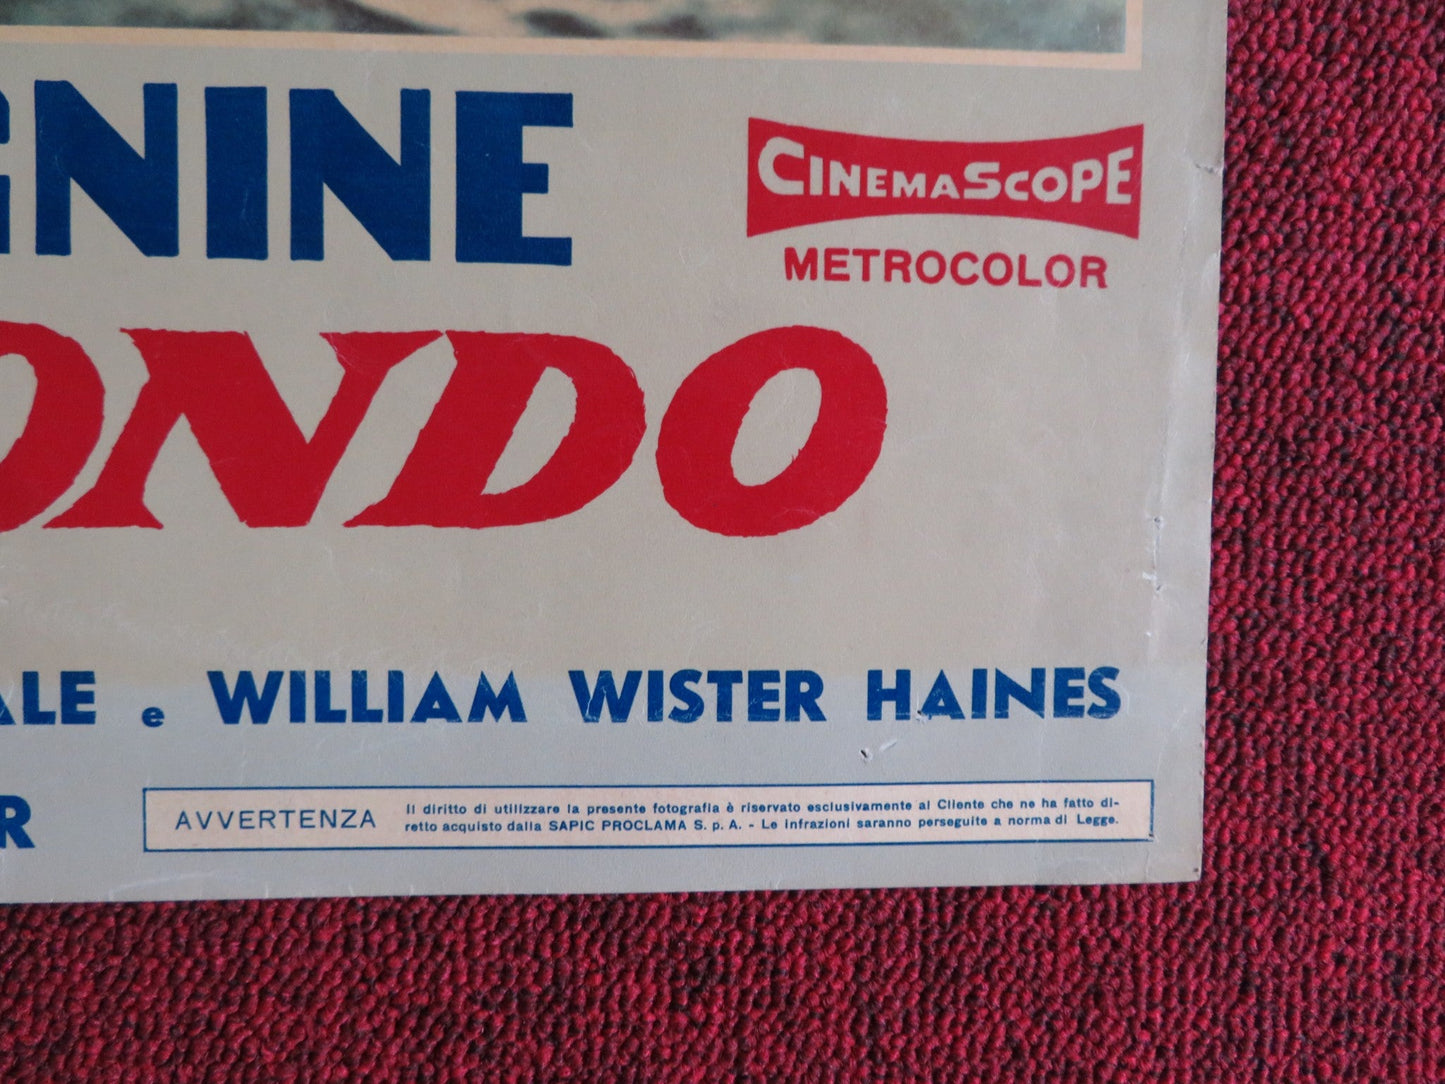 GNINE
CINEMASCOPE
METROCOLOR
ONDO
ALE e WILLIAM WISTER HAINES
R
AVVERTENZA
Il diritto di utilizzare la presente fotografia è riservato esclusivamente al Cliente che ne ha fatto di-
retto acquisto dalla SAPIC PROCLAMA S. p. A. - Le infrazioni saranno perseguite a norma di Legge.